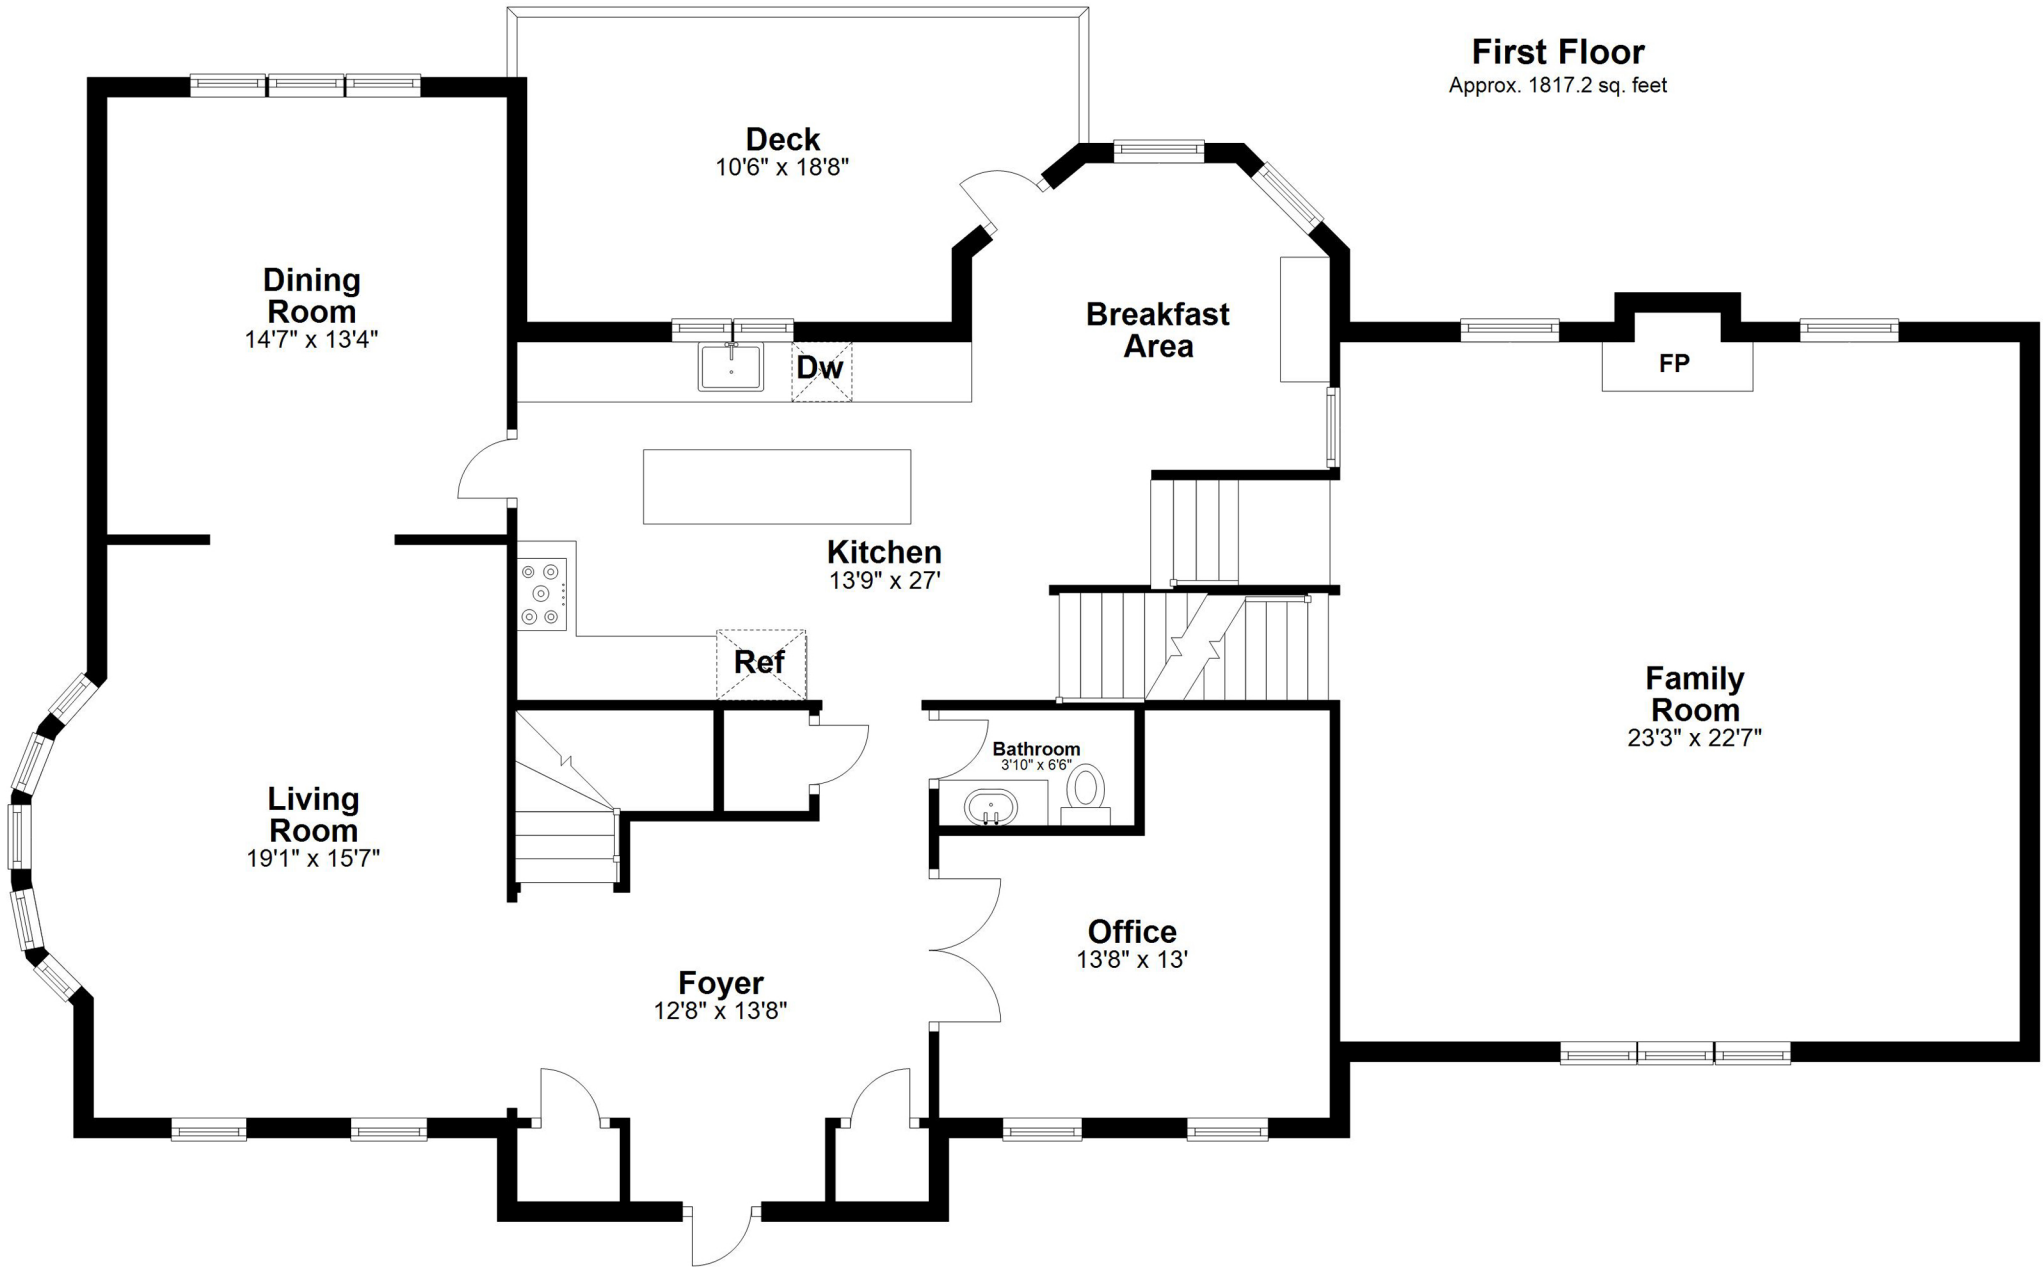 First Floor
Approx. 1817.2 sq. feet
Deck
10'6" x 18'8"
Dining
Room
14'7" x 13'4"
Breakfast
Area
Dw
FP
Kitchen
13'9" x 27'
Ref
Family
Room
23'3" x 22'7"
Bathroom
3'10" x 6'6"
Living
Room
19'1" x 15'7"
Office
13'8" x 13'
Foyer
12'8" x 13'8"